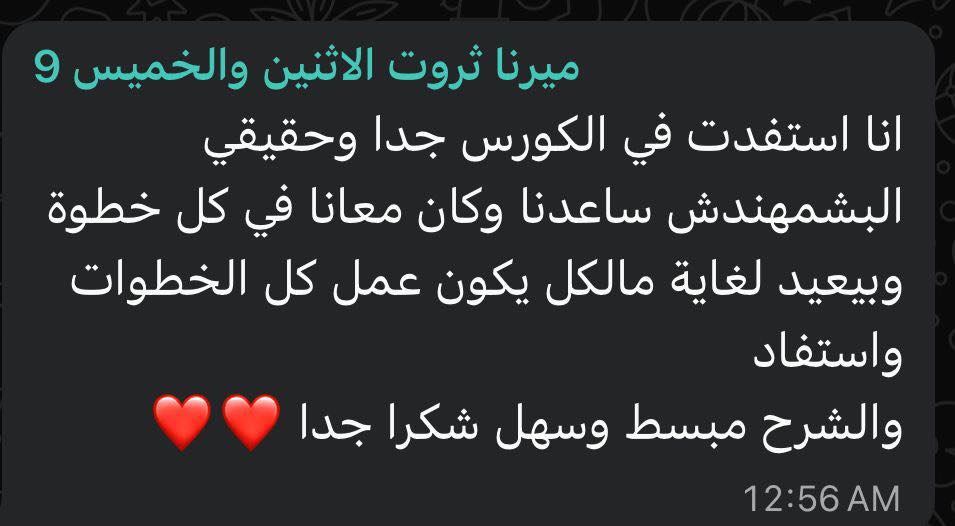 ميرنا ثروت الاثنين والخميس 9
انا استفدت في الكورس جدا وحقيقي
البشمهندش ساعدنا وكان معانا في كل خطوة
وبيعيد لغاية مالكل يكون عمل كل الخطوات
واستفاد
والشرح مبسط وسهل شكرا جدا ❤️❤️
12:56 AM